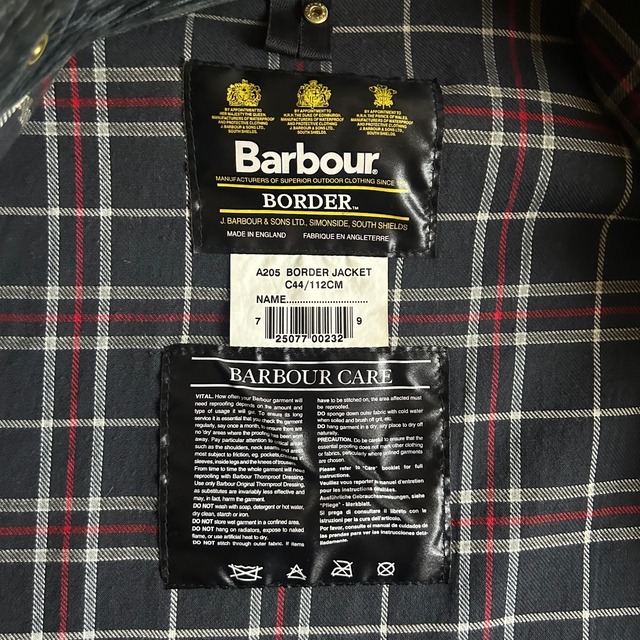 BY APPOINTMENT TO
HER MAJESTY THE QUEEN
MANUFACTURERS OF WATERPROOF
AND PROTECTIVE CLOTHING
J. BARBOUR & SONS LTD.,
SOUTH SHIELDS.
BY APPOINTMENT TO
H.R.H. THE DUKE OF EDINBURGH
MANUFACTURERS OF WATERPROOF
AND PROTECTIVE CLOTHING
J. BARBOUR & SONS LTD.,
SOUTH SHIELDS.
BY APPOINTMENT TO
H.R.H. THE PRINCE OF WALES
MANUFACTURERS OF WATERPROOF
AND PROTECTIVE CLOTHING
J. BARBOUR & SONS LTD.,
SOUTH SHIELDS.
Barbour®
MANUFACTURERS OF SUPERIOR OUTDOOR CLOTHING SINCE
BORDER™
J. BARBOUR & SONS LTD., SIMONSIDE, SOUTH SHIELDS
MADE IN ENGLAND FABRIQUE EN ANGLETERRE
A205 BORDER JACKET
C44/112CM
NAME........................
7 25077 00232 9
BARBOUR CARE
VITAL. How often your Barbour garment will
need reproofing depends on the amount and
type of usage it will get. To ensure its long
service it is essential that you check the garment
regularly, say once a month, to ensure there are
no 'dry' areas where the proofing has been worn
away. Pay particular attention to critical areas
such as the shoulders, neck seams and areas
most subject to friction, eg. pockets, insides of
sleeves, inside legs and the knees of trousers.
From time to time the whole garment will need
reproofing with Barbour Thornproof Dressing.
Use only Barbour Original Thornproof Dressing,
as substitutes are invariably less effective and
may, in fact, harm the garment.
DO NOT wash with soap, detergent or hot water,
dry clean, starch or iron.
DO NOT store wet garment in a confined area.
DO NOT hang on radiators, expose to naked
flame, or use artificial heat to dry.
DO NOT stitch through outer fabric. If items
have to be stitched on, the area affected must
be reproofed.
DO sponge down outer fabric with cold water
when soiled and brush off grit, etc.
DO hang garment in a dry, airy place to dry off
naturally.
PRECAUTION. Do be careful to ensure that the
essential proofing does not mark other clothing
or fabrics, particularly where unlined garments
are chosen.
Please refer to "Care" booklet for full
instructions.
Veuillez vous reporter au manuel d'entretien
pour les instructions détaillées.
Ausführliche Gebrauchsanweisungen, siehe
"Pflege" - Merkblatt.
Si prega di consultare il libretto con le
istruzioni per la cura dell'articolo.
Por favor, consulte el manual de cuidado de
las prendas para ver las instrucciones deta-
lladamente.